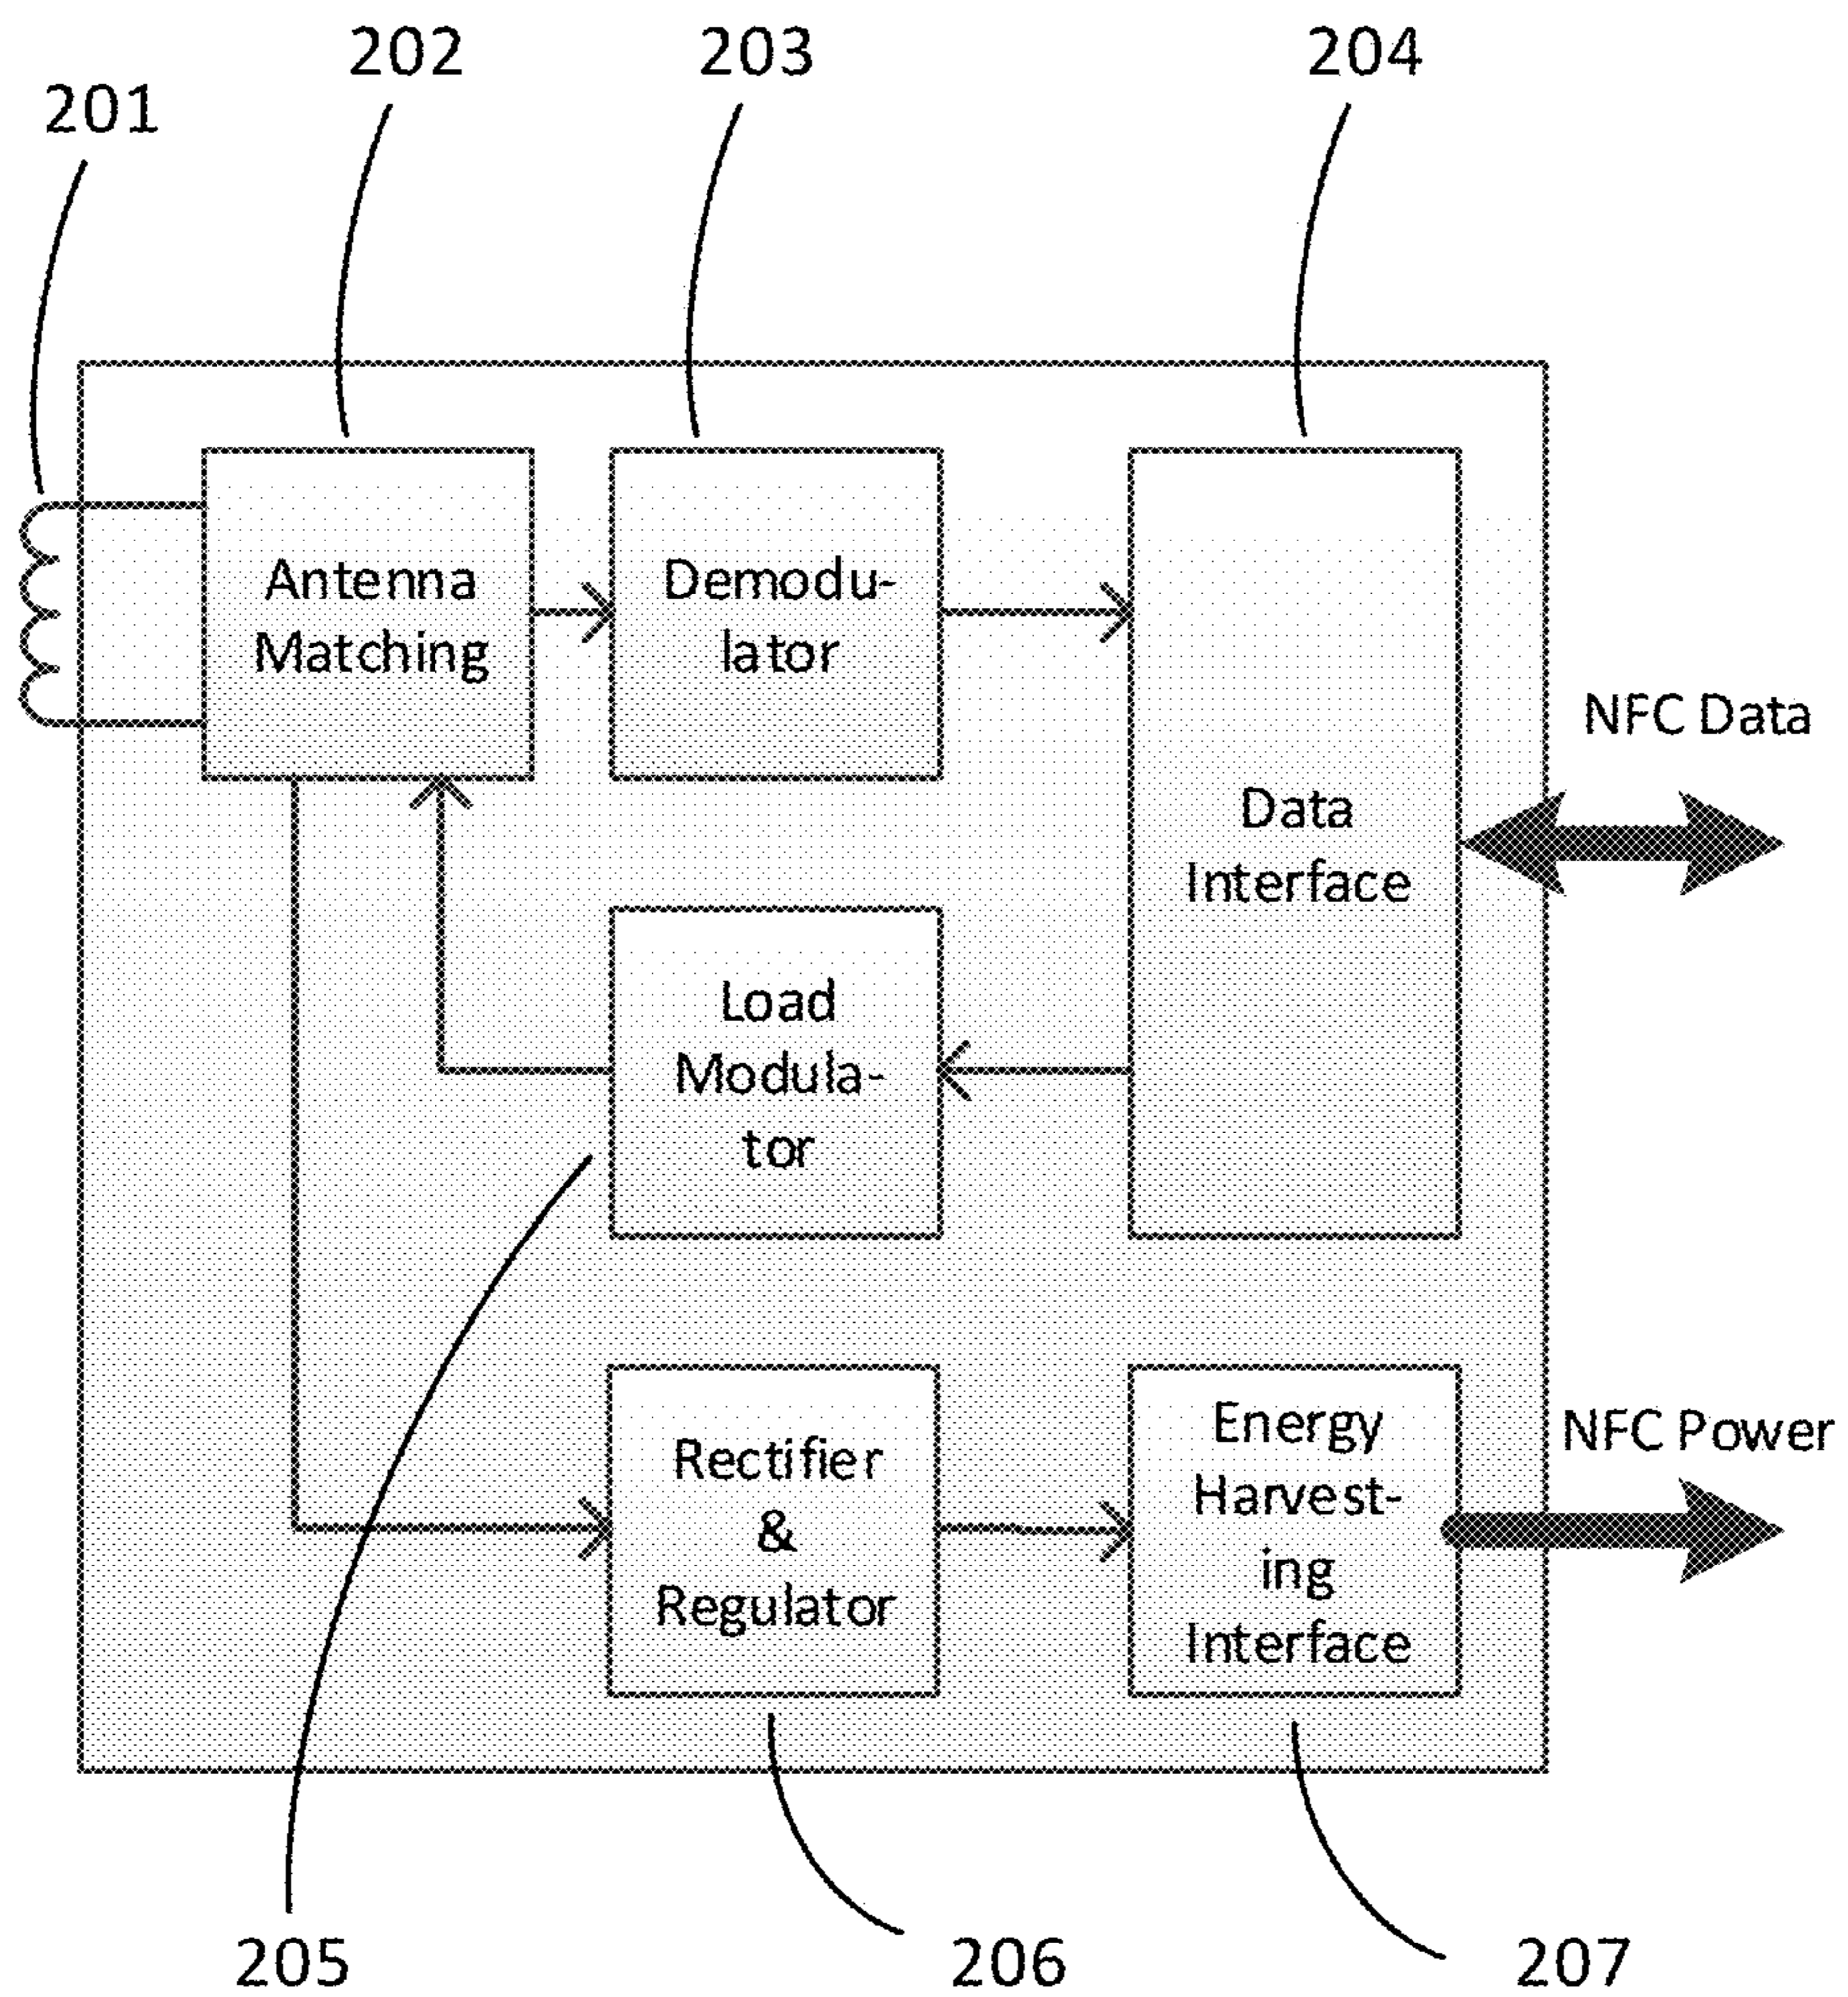 202
203
204
201
Antenna
Matching
Demodu-
lator
NFC Data
Data
Interface
Load
Modula-
tor
Rectifier
&
Regulator
Energy
Harvest-
ing
Interface
NFC Power
205
206
207